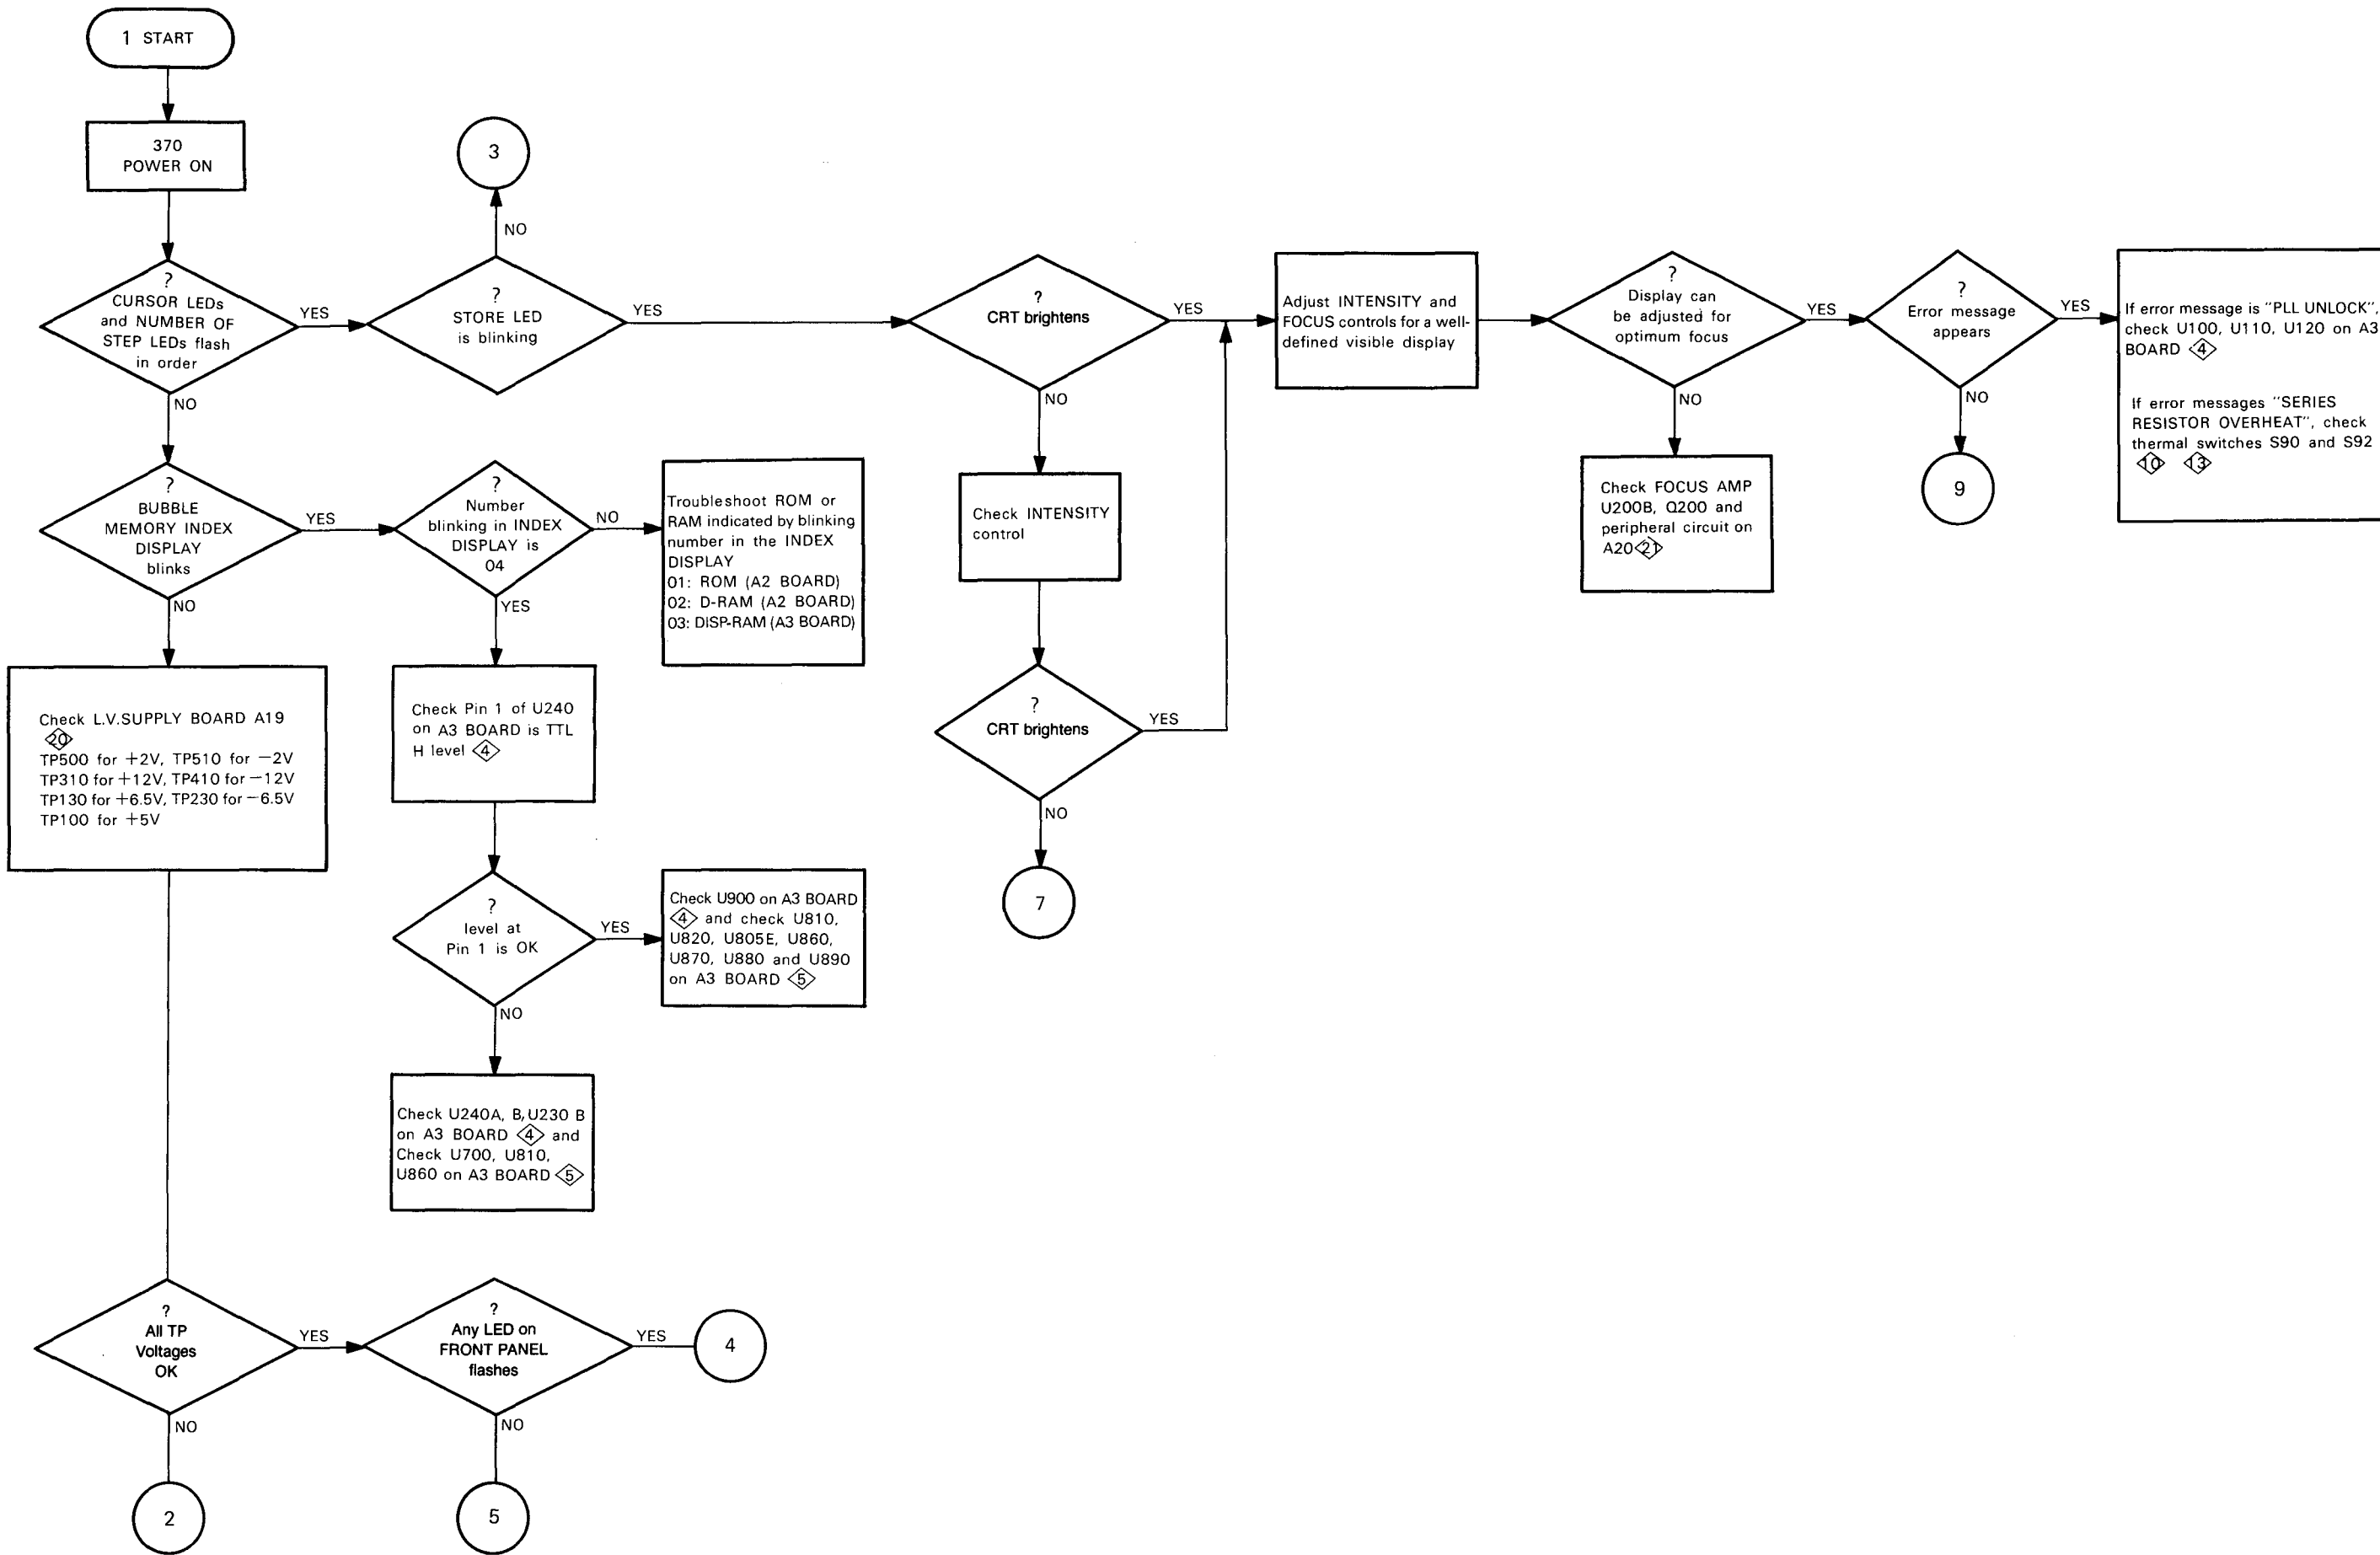 1 START
370
POWER ON
?
CURSOR LEDs
and NUMBER OF
STEP LEDs flash
in order
YES
NO
3
NO
?
STORE LED
is blinking
YES
?
CRT brightens
YES
NO
Adjust INTENSITY and
FOCUS controls for a well-
defined visible display
?
Display can
be adjusted for
optimum focus
YES
NO
?
Error message
appears
YES
NO
If error message is "PLL UNLOCK",
check U100, U110, U120 on A3
BOARD 4
If error messages "SERIES
RESISTOR OVERHEAT", check
thermal switches S90 and S92
10 13
?
BUBBLE
MEMORY INDEX
DISPLAY
blinks
YES
NO
?
Number
blinking in INDEX
DISPLAY is
04
NO
YES
Troubleshoot ROM or
RAM indicated by blinking
number in the INDEX
DISPLAY
01: ROM (A2 BOARD)
02: D-RAM (A2 BOARD)
03: DISP-RAM (A3 BOARD)
Check INTENSITY
control
Check FOCUS AMP
U200B, Q200 and
peripheral circuit on
A20 21
9
Check L.V.SUPPLY BOARD A19
20
TP500 for +2V, TP510 for −2V
TP310 for +12V, TP410 for −12V
TP130 for +6.5V, TP230 for −6.5V
TP100 for +5V
Check Pin 1 of U240
on A3 BOARD is TTL
H level 4
?
CRT brightens
YES
NO
7
?
level at
Pin 1 is OK
YES
NO
Check U900 on A3 BOARD
4 and check U810,
U820, U805E, U860,
U870, U880 and U890
on A3 BOARD 5
Check U240A, B, U230 B
on A3 BOARD 4 and
Check U700, U810,
U860 on A3 BOARD 5
?
All TP
Voltages
OK
YES
NO
?
Any LED on
FRONT PANEL
flashes
YES
NO
4
2
5